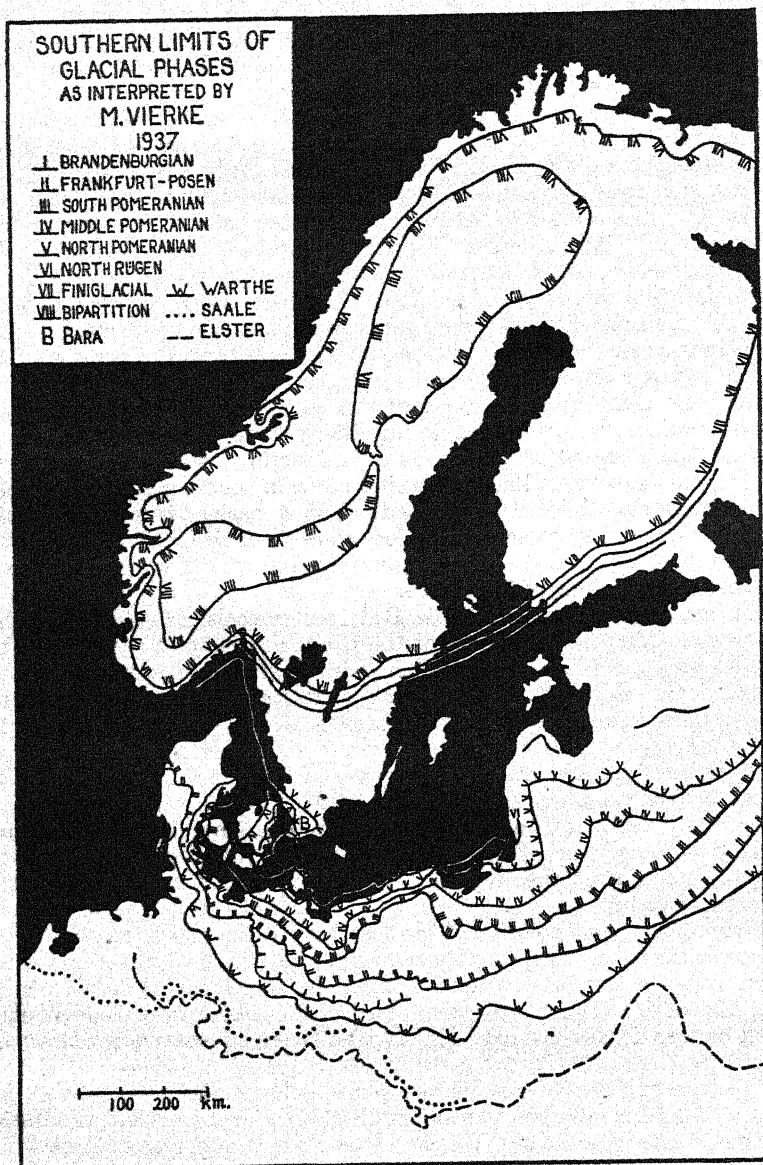 SOUTHERN LIMITS OF
GLACIAL PHASES
AS INTERPRETED BY
M. VIERKE
1937
I BRANDENBURGIAN
II FRANKFURT-POSEN
III SOUTH POMERANIAN
IV MIDDLE POMERANIAN
V NORTH POMERANIAN
VI NORTH RÜGEN
VII FINIGLACIAL W WARTHE
VIII BIPARTITION .... SAALE
B BARA -- ELSTER
B
100 200 km.